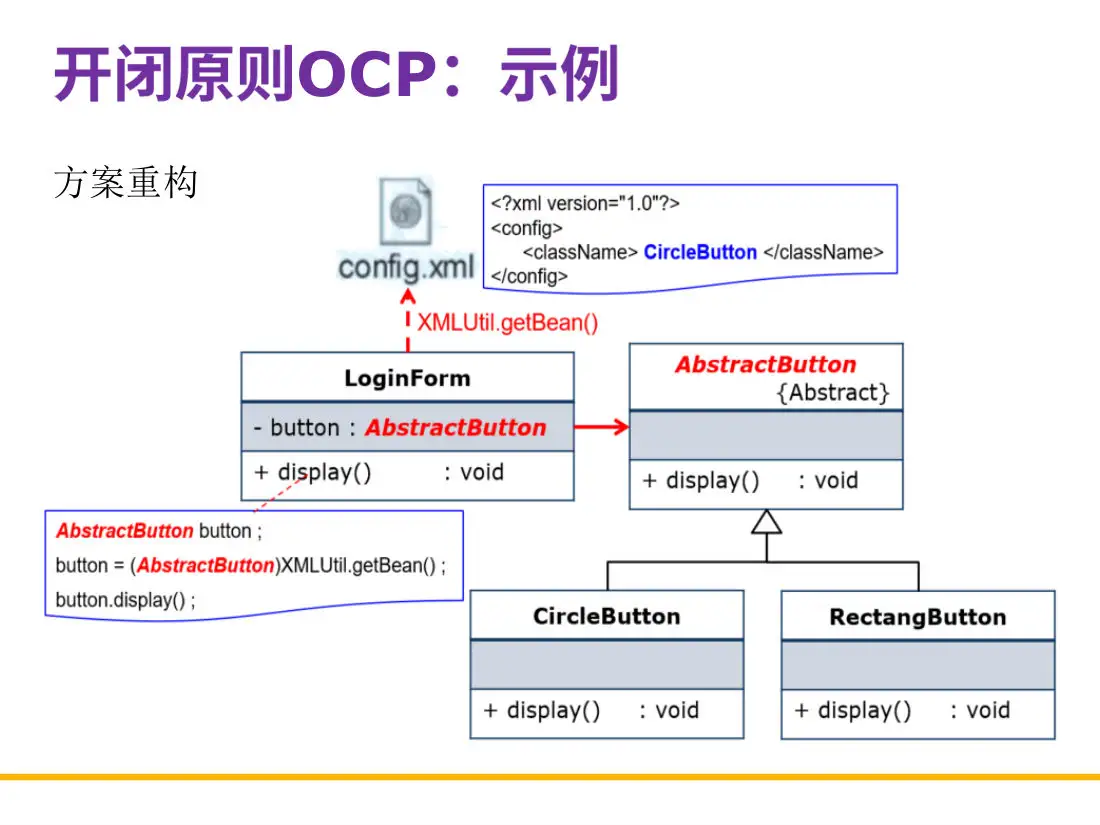 开闭原则OCP：示例
方案重构
config.xml
<?xml version="1.0"?>
<config>
<className> CircleButton </className>
</config>
XMLUtil.getBean()
LoginForm
- button : AbstractButton
+ display() : void
AbstractButton
{Abstract}
+ display() : void
AbstractButton button ;
button = (AbstractButton)XMLUtil.getBean() ;
button.display() ;
CircleButton
+ display() : void
RectangButton
+ display() : void